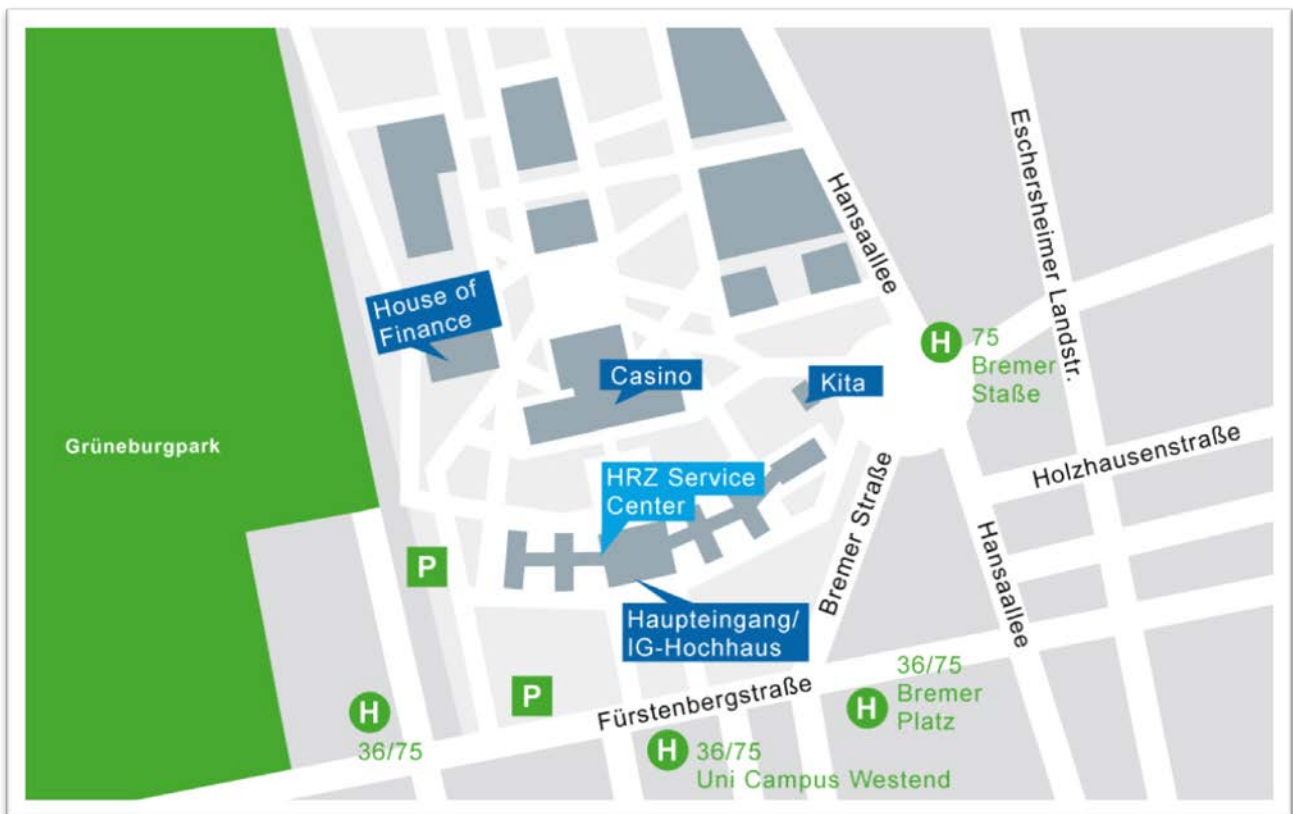 Hansaallee
Eschersheimer Landstr.
House of
Finance
H
75
Bremer
Staße
Casino
Kita
Grüneburgpark
Holzhausenstraße
HRZ Service
Center
Bremer Straße
Hansaallee
P
Haupteingang/
IG-Hochhaus
36/75
Bremer
Platz
H
P
Fürstenbergstraße
H
36/75
H
36/75
Uni Campus Westend